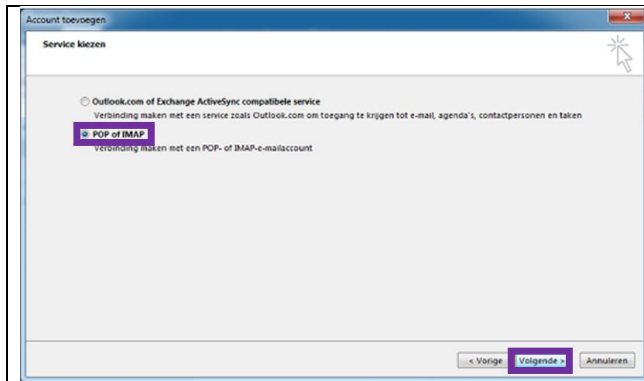 Account toevoegen
Service kiezen
Outlook.com of Exchange ActiveSync compatibele service
Verbinding maken met een service zoals Outlook.com om toegang te krijgen tot e-mail, agenda's, contactpersonen en taken
POP of IMAP
Verbinding maken met een POP- of IMAP-e-mailaccount
< Vorige
Volgende >
Annuleren